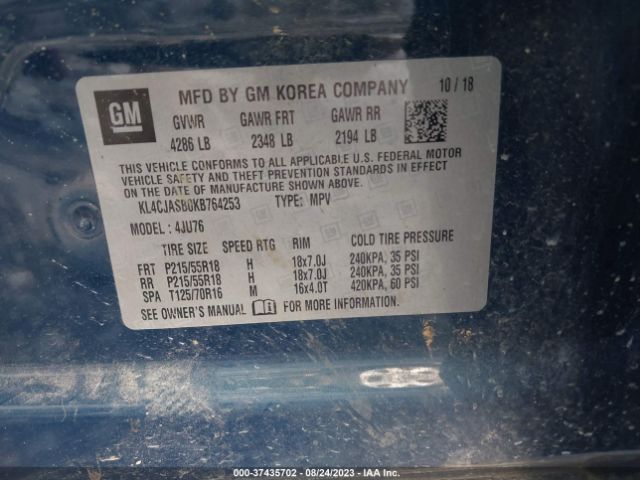 GM
MFD BY GM KOREA COMPANY 10 / 18
GVWR GAWR FRT GAWR RR
4286 LB 2348 LB 2194 LB
THIS VEHICLE CONFORMS TO ALL APPLICABLE U.S. FEDERAL MOTOR
VEHICLE SAFETY AND THEFT PREVENTION STANDARDS IN EFFECT
ON THE DATE OF MANUFACTURE SHOWN ABOVE.
KL4CJASB0KB764253 TYPE: MPV
MODEL: 4JU76
TIRE SIZE SPEED RTG RIM COLD TIRE PRESSURE
FRT P215/55R18 H 18x7.0J 240KPA, 35 PSI
RR P215/55R18 H 18x7.0J 240KPA, 35 PSI
SPA T125/70R16 M 16x4.0T 420KPA, 60 PSI
SEE OWNER'S MANUAL FOR ADDITIONAL INFORMATION.
000-37435702 - 08/24/2023 - IAA Inc.